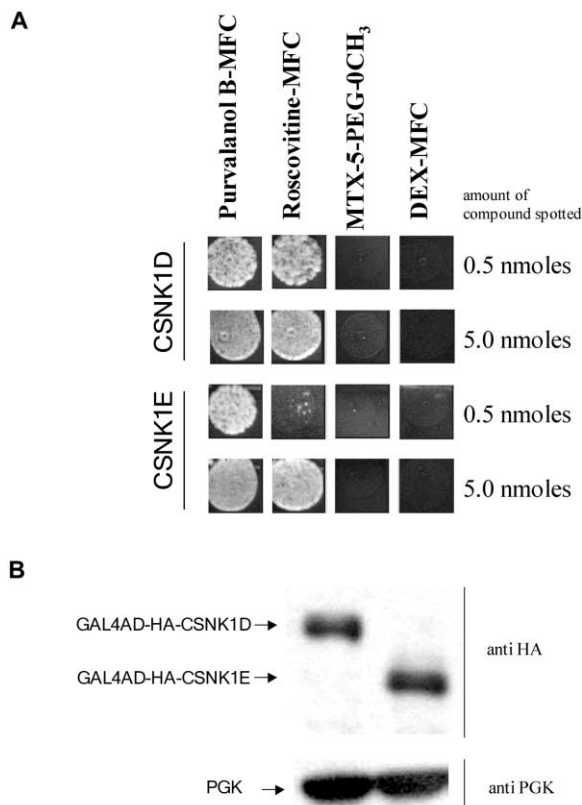 A
Purvalanol B-MFC
Roscovitine-MFC
MTX-5-PEG-0CH₃
DEX-MFC
amount of
compound spotted
CSNK1D
0.5 nmoles
5.0 nmoles
CSNK1E
0.5 nmoles
5.0 nmoles
B
GAL4AD-HA-CSNK1D
GAL4AD-HA-CSNK1E
anti HA
PGK
anti PGK